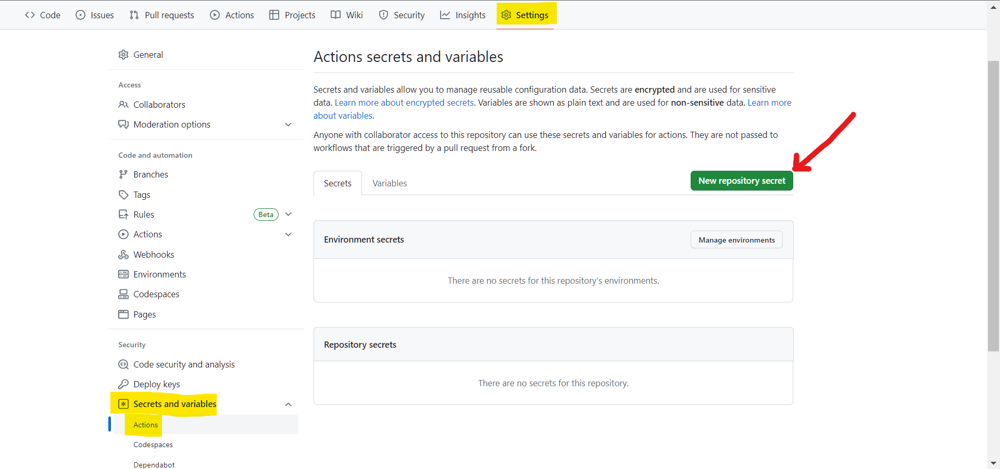 Code Issues Pull requests Actions Projects Wiki Security Insights Settings
General
Access
Collaborators
Moderation options
Code and automation
Branches
Tags
Rules Beta
Actions
Webhooks
Environments
Codespaces
Pages
Security
Code security and analysis
Deploy keys
Secrets and variables
Actions
Codespaces
Dependabot
Actions secrets and variables
Secrets and variables allow you to manage reusable configuration data. Secrets are encrypted and are used for sensitive
data. Learn more about encrypted secrets. Variables are shown as plain text and are used for non-sensitive data. Learn more
about variables.
Anyone with collaborator access to this repository can use these secrets and variables for actions. They are not passed to
workflows that are triggered by a pull request from a fork.
Secrets Variables New repository secret
Environment secrets Manage environments
There are no secrets for this repository’s environments.
Repository secrets
There are no secrets for this repository.